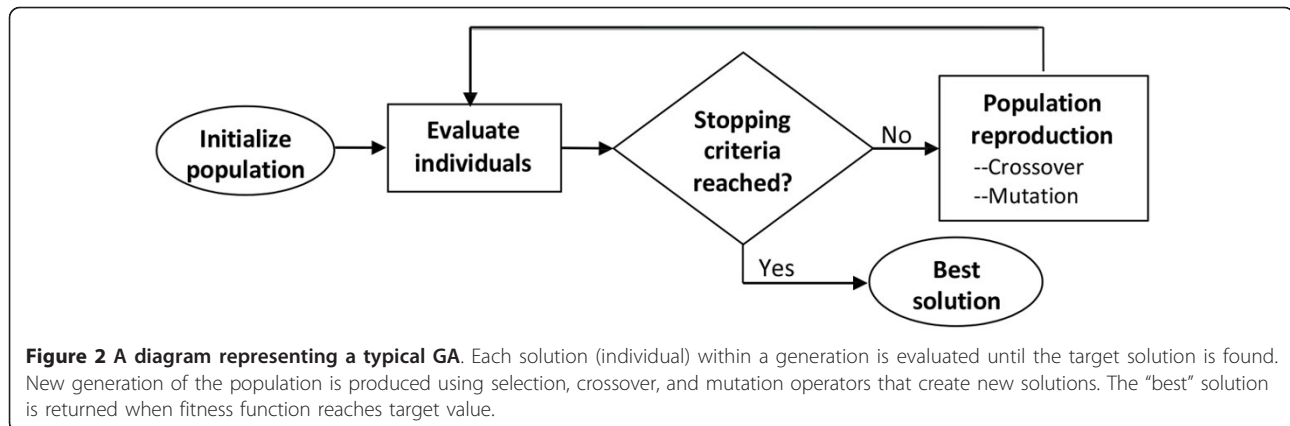 Initialize
population
Evaluate
individuals
Stopping
criteria
reached?
No
Population
reproduction
--Crossover
--Mutation
Yes
Best
solution
Figure 2 A diagram representing a typical GA. Each solution (individual) within a generation is evaluated until the target solution is found.
New generation of the population is produced using selection, crossover, and mutation operators that create new solutions. The “best” solution
is returned when fitness function reaches target value.